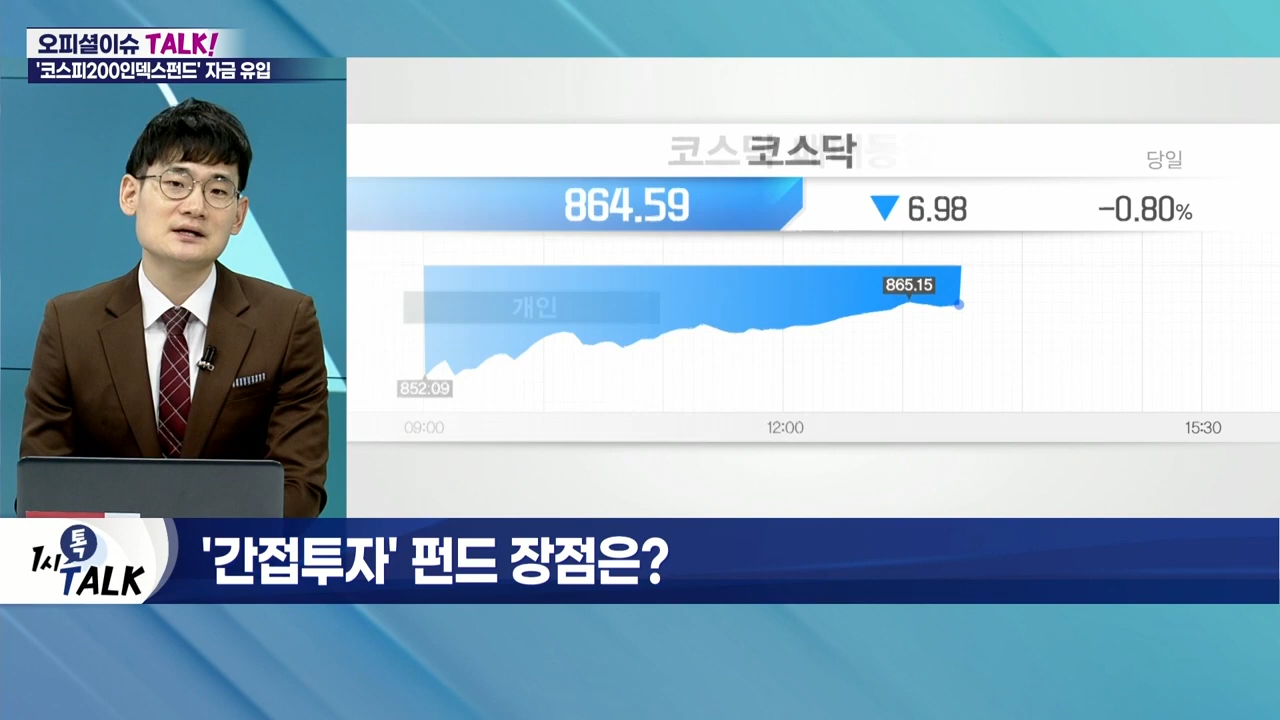 오피셜이슈 TALK!
'코스피200인덱스펀드' 자금 유입
코스닥
당일
864.59
▼ 6.98
-0.80%
865.15
개인
852.09
09:00
12:00
15:30
1시 톡 TALK
'간접투자' 펀드 장점은?